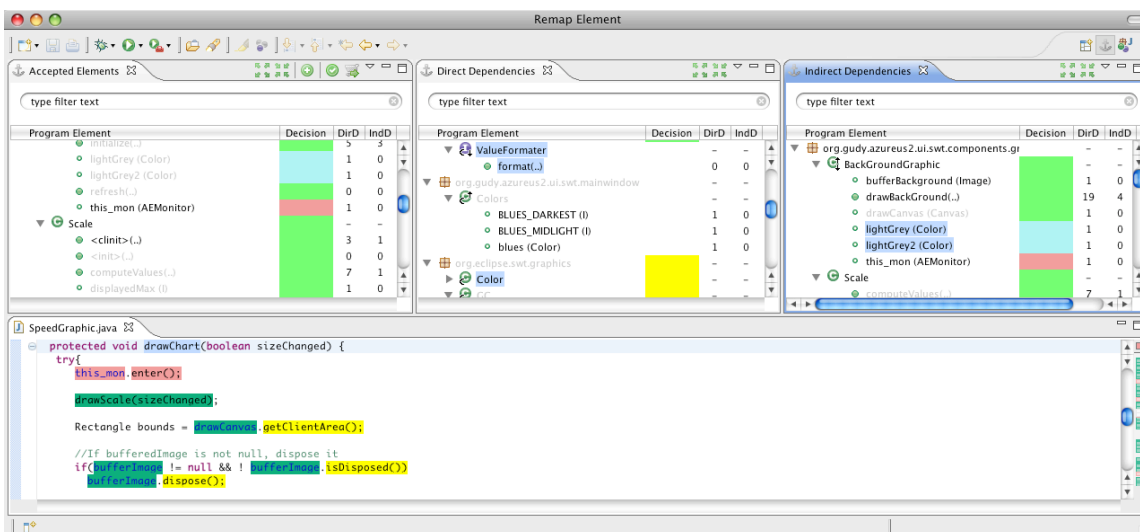 Remap Element
Accepted Elements
type filter text
Program Element Decision DirD IndD
initialize(..) 5 3
lightGrey (Color) 1 0
lightGrey2 (Color) 1 0
refresh(..) 0 0
this_mon (AEMonitor) 1 0
Scale - -
<clinit>(..) 3 1
<init>(..) 0 0
computeValues(..) 7 1
displayedMax (I) 1 0
Direct Dependencies
type filter text
Program Element Decision DirD IndD
ValueFormater - -
format(..) 0 0
org.gudy.azureus2.ui.swt.mainwindow - -
Colors - -
BLUES_DARKEST (I) 1 0
BLUES_MIDLIGHT (I) 1 0
blues (Color) 1 0
org.eclipse.swt.graphics - -
Color - -
GC - -
Indirect Dependencies
type filter text
Program Element Decision DirD IndD
org.gudy.azureus2.ui.swt.components.gr - -
BackGroundGraphic - -
bufferBackground (Image) 1 0
drawBackGround(..) 19 4
drawCanvas (Canvas) 1 0
lightGrey (Color) 1 0
lightGrey2 (Color) 1 0
this_mon (AEMonitor) 1 0
Scale - -
computeValues(..) 7 1
SpeedGraphic.java
protected void drawChart(boolean sizeChanged) {
try{
this_mon.enter();
drawScale(sizeChanged);
Rectangle bounds = drawCanvas.getClientArea();
//If bufferedImage is not null, dispose it
if(bufferImage != null && ! bufferImage.isDisposed())
bufferImage.dispose();